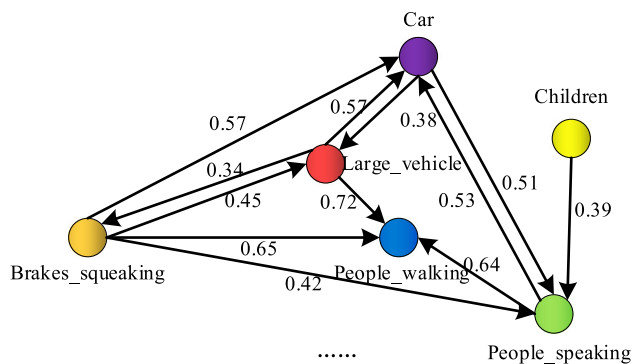 Car
Children
0.57
0.57
0.38
0.34
Large_vehicle
0.45
0.72
0.53
0.51
0.39
0.65
Brakes_squeaking
People_walking
0.64
0.42
People_speaking
......